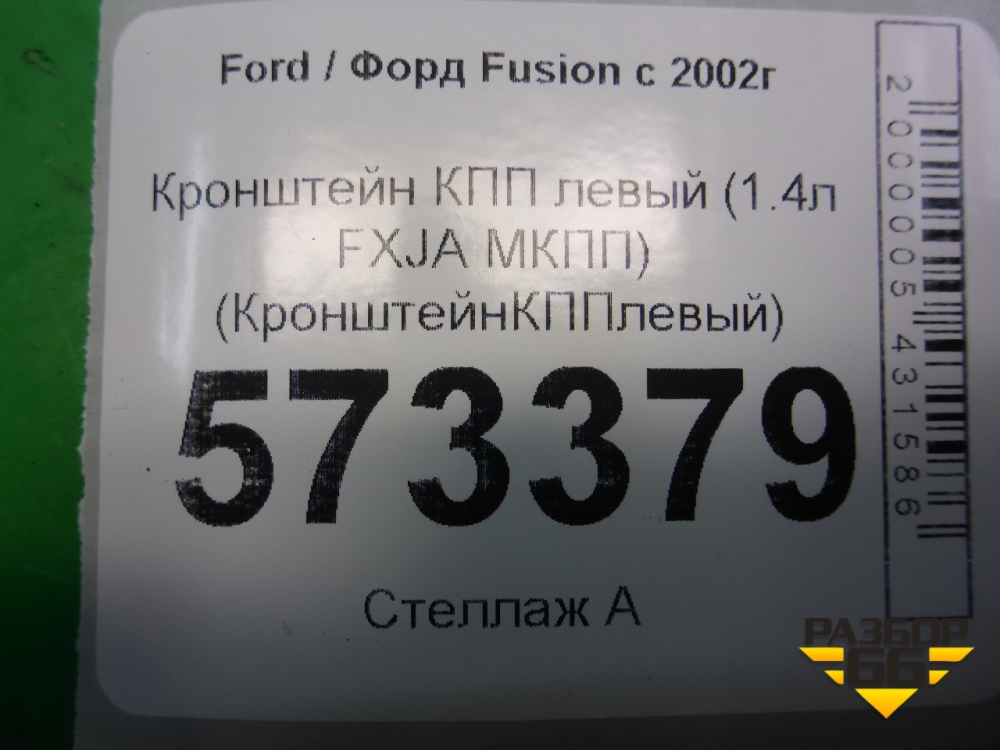 Ford / Форд Fusion с 2002г
Кронштейн КПП левый (1.4л
FXJA МКПП)
(КронштейнКППлевый)
573379
Стеллаж А
2000005431586
РАЗБОР
66